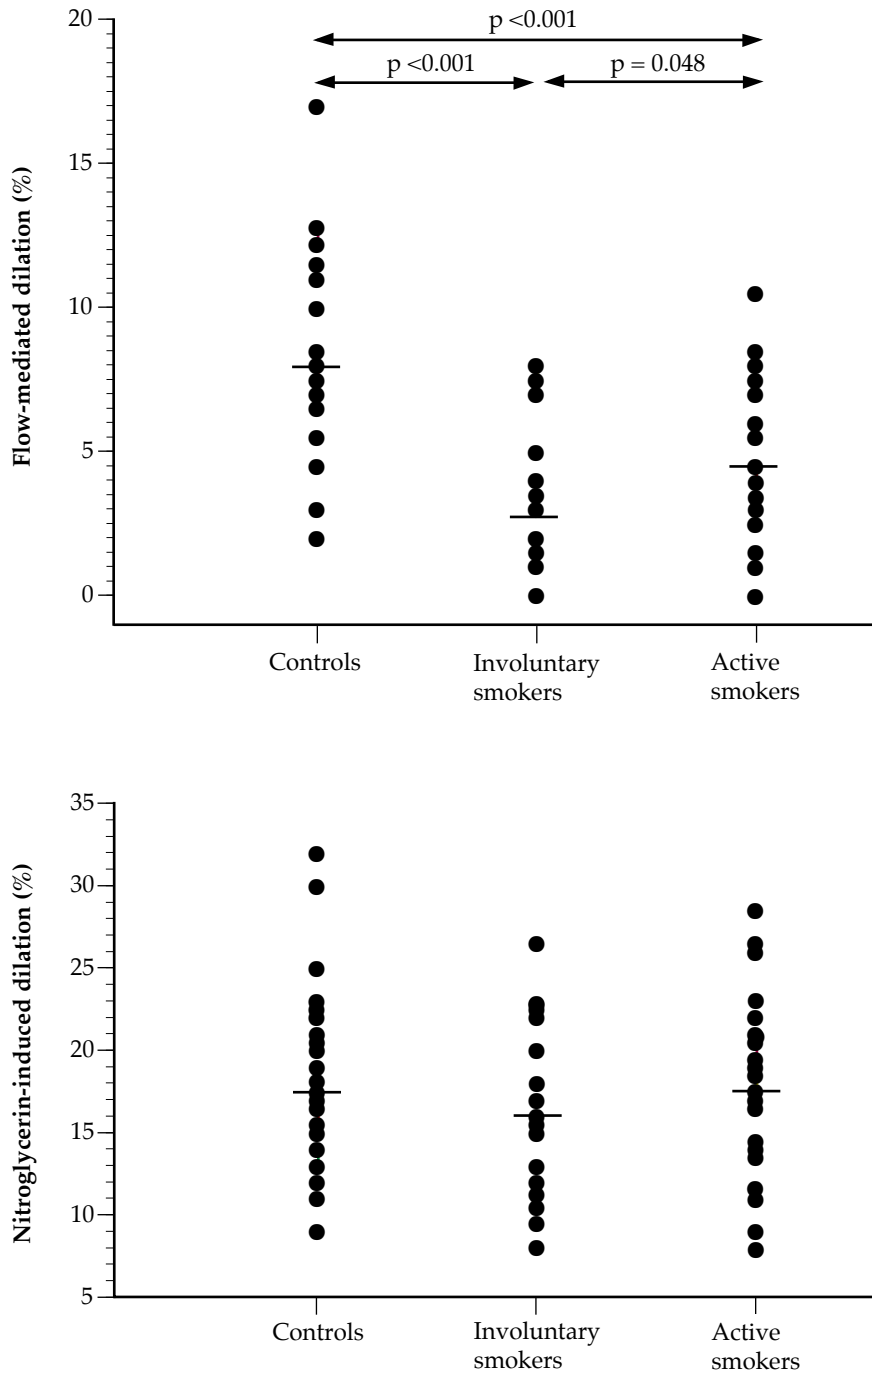 20
p <0.001
p <0.001
p = 0.048
15
10
5
0
Flow-mediated dilation (%)
Controls
Involuntary
smokers
Active
smokers
35
30
25
20
15
10
5
Nitroglycerin-induced dilation (%)
Controls
Involuntary
smokers
Active
smokers